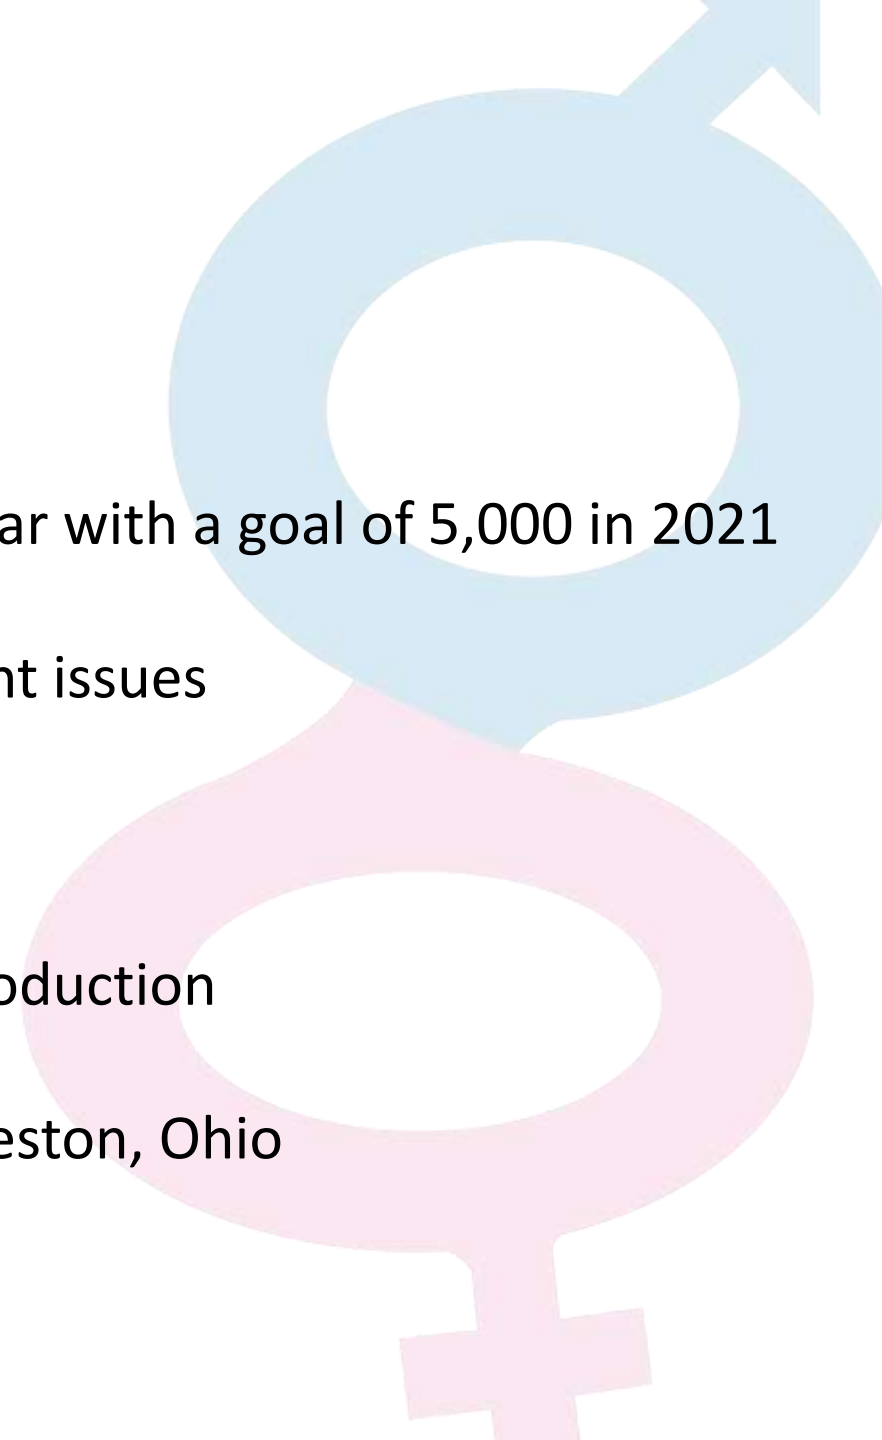 ar with a goal of 5,000 in 2021
nt issues
oduction
eston, Ohio